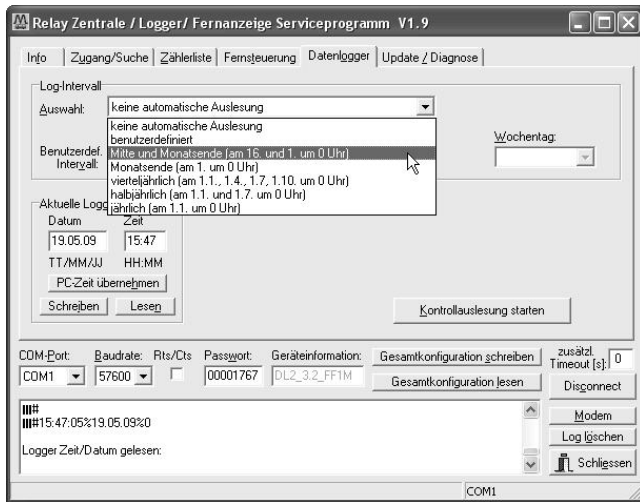 Relay Zentrale / Logger/ Fernanzeige Serviceprogramm V1.9
Info Zugang/Suche Zählerliste Fernsteuerung Datenlogger Update / Diagnose
Log-Intervall
Auswahl: keine automatische Auslesung
keine automatische Auslesung
benutzerdefiniert
Mitte und Monatsende (am 16. und 1. um 0 Uhr)
Monatsende (am 1. um 0 Uhr)
vierteljährlich (am 1.1., 1.4., 1.7, 1.10. um 0 Uhr)
halbjährlich (am 1.1. und 1.7. um 0 Uhr)
jährlich (am 1.1. um 0 Uhr)
Benutzerdef. Intervall:
Wochentag:
Aktuelle Logg
Datum Zeit
19.05.09 15:47
TT/MM/JJ HH:MM
PC-Zeit übernehmen
Schreiben Lesen
Kontrollauslesung starten
COM-Port: Baudrate: Rts/Cts Passwort: Geräteinformation:
COM1 57600 00001767 DL2_3.2_FF1M
Gesamtkonfiguration schreiben
Gesamtkonfiguration lesen
zusätzl. Timeout [s]: 0
Disconnect
Modem
Log löschen
Schliessen
#
#15:47:05%19.05.09%0
Logger Zeit/Datum gelesen:
COM1